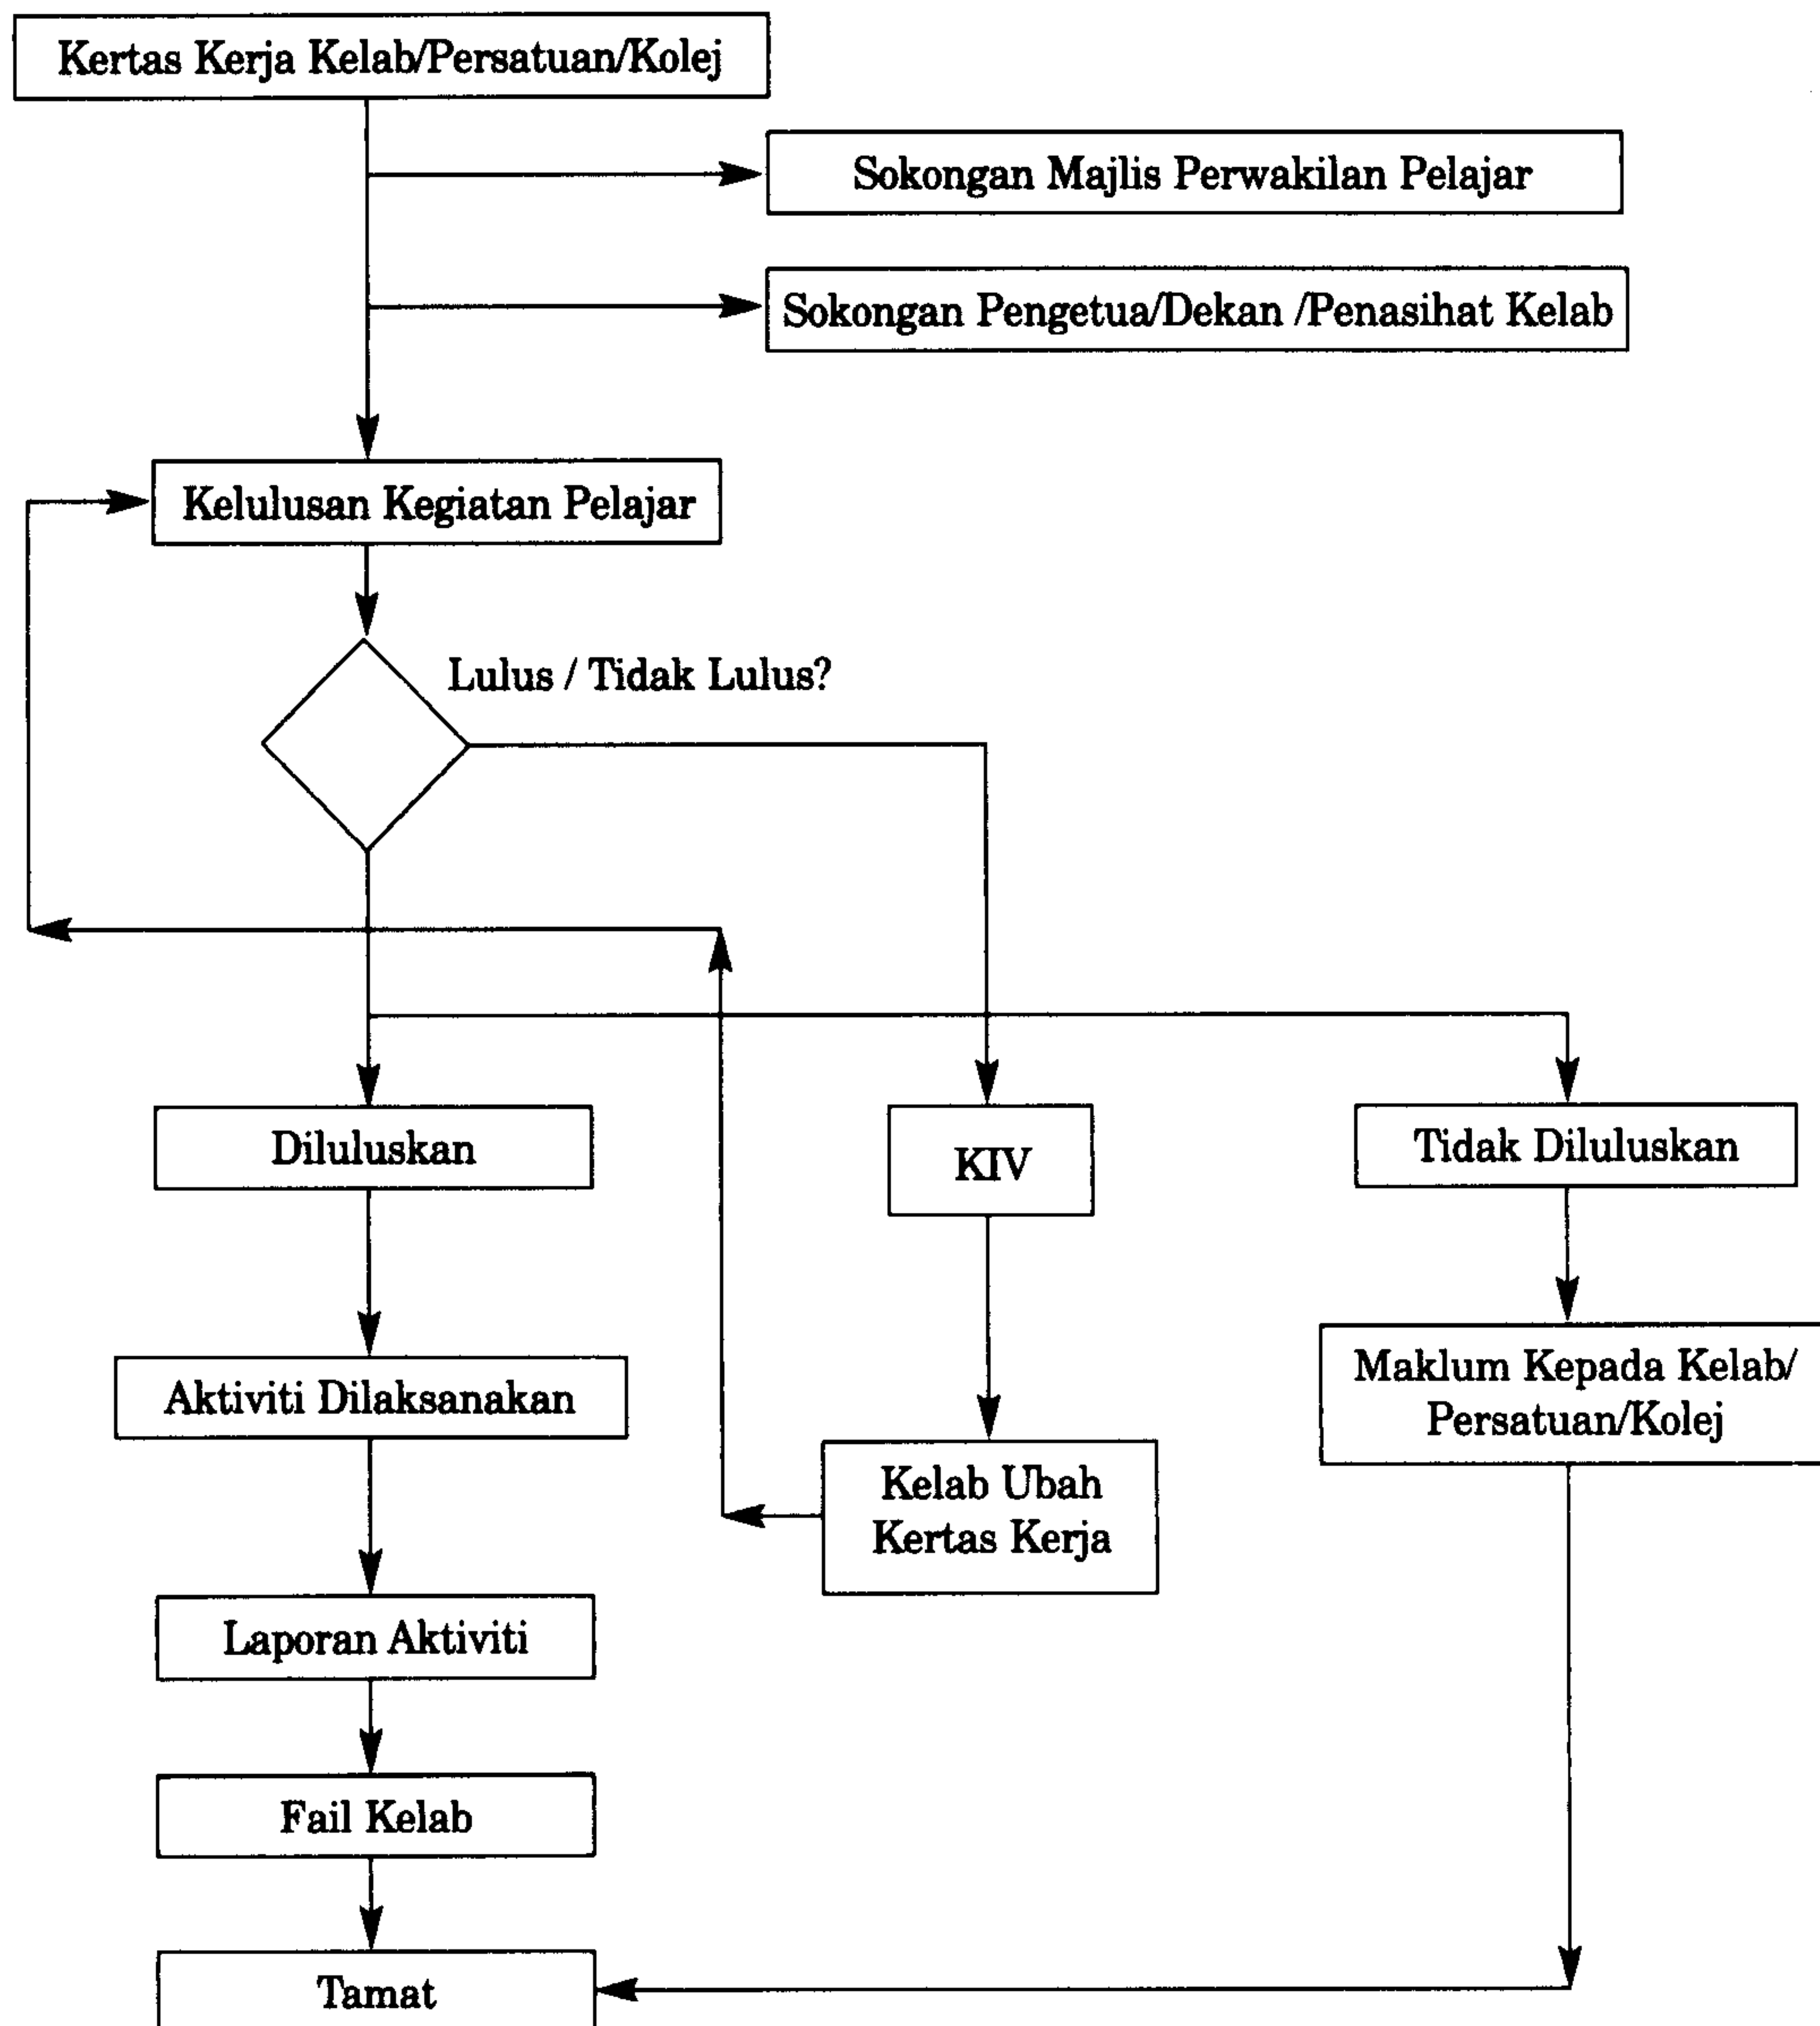 Kertas Kerja Kelab/Persatuan/Kolej
Sokongan Majlis Perwakilan Pelajar
Sokongan Pengetua/Dekan /Penasihat Kelab
Kelulusan Kegiatan Pelajar
Lulus / Tidak Lulus?
Diluluskan
KIV
Tidak Diluluskan
Aktiviti Dilaksanakan
Maklum Kepada Kelab/
Persatuan/Kolej
Kelab Ubah
Kertas Kerja
Laporan Aktiviti
Fail Kelab
Tamat